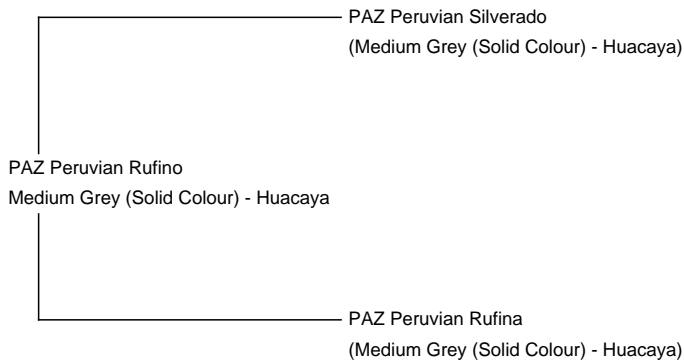 PAZ Peruvian Silverado
(Medium Grey (Solid Colour) - Huacaya)
PAZ Peruvian Rufino
Medium Grey (Solid Colour) - Huacaya
PAZ Peruvian Rufina
(Medium Grey (Solid Colour) - Huacaya)